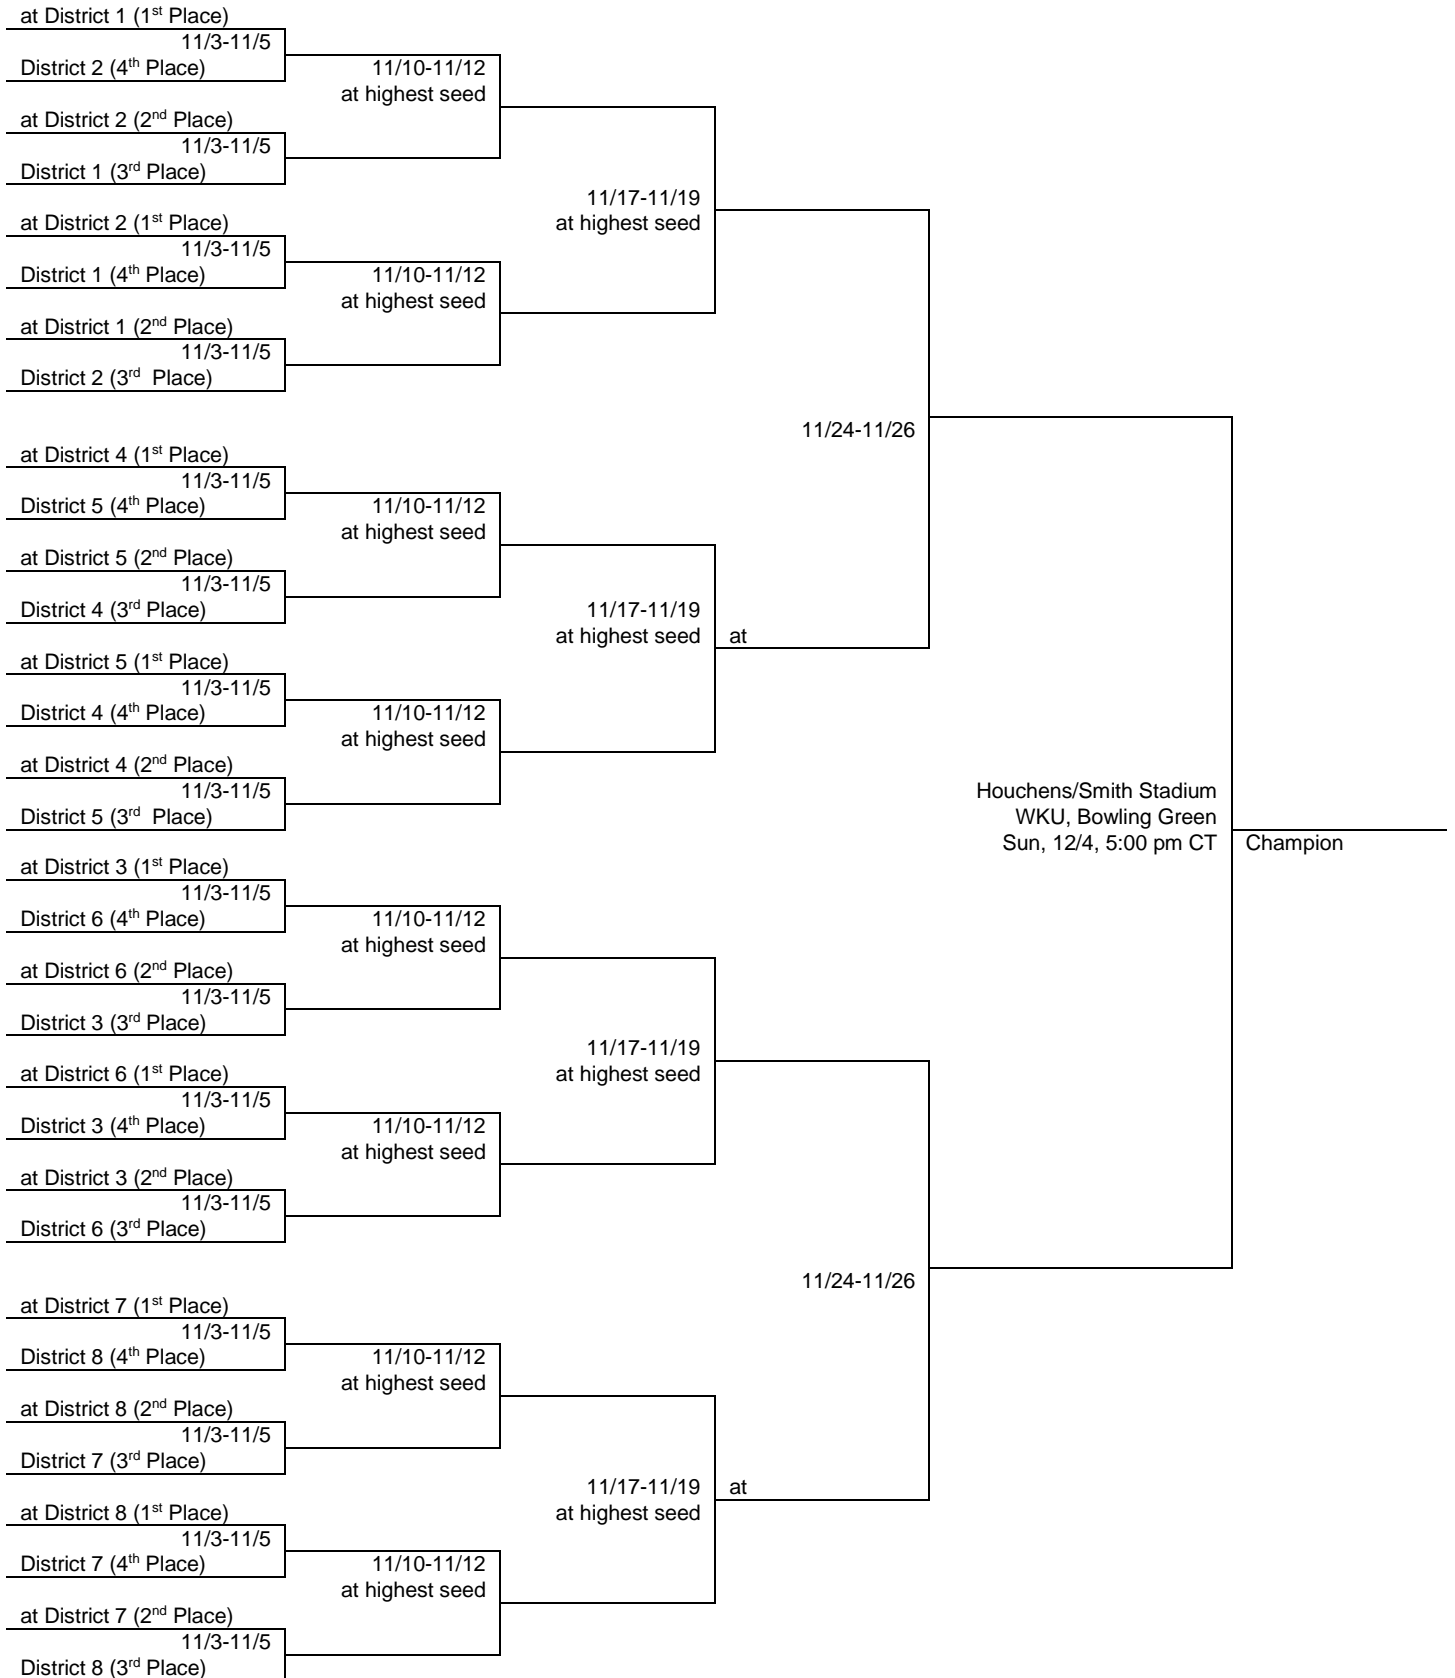 at District 1 (1st Place)
11/3-11/5
District 2 (4th Place)
11/10-11/12
at highest seed
at District 2 (2nd Place)
11/3-11/5
District 1 (3rd Place)
11/17-11/19
at highest seed
at District 2 (1st Place)
11/3-11/5
District 1 (4th Place)
11/10-11/12
at highest seed
at District 1 (2nd Place)
11/3-11/5
District 2 (3rd  Place)
11/24-11/26
at District 4 (1st Place)
11/3-11/5
District 5 (4th Place)
11/10-11/12
at highest seed
at District 5 (2nd Place)
11/3-11/5
District 4 (3rd Place)
11/17-11/19
at highest seed
at
at District 5 (1st Place)
11/3-11/5
District 4 (4th Place)
11/10-11/12
at highest seed
at District 4 (2nd Place)
11/3-11/5
District 5 (3rd  Place)
Houchens/Smith Stadium
WKU, Bowling Green
Sun, 12/4, 5:00 pm CT
Champion
at District 3 (1st Place)
11/3-11/5
District 6 (4th Place)
11/10-11/12
at highest seed
at District 6 (2nd Place)
11/3-11/5
District 3 (3rd Place)
11/17-11/19
at highest seed
at District 6 (1st Place)
11/3-11/5
District 3 (4th Place)
11/10-11/12
at highest seed
at District 3 (2nd Place)
11/3-11/5
District 6 (3rd Place)
11/24-11/26
at District 7 (1st Place)
11/3-11/5
District 8 (4th Place)
11/10-11/12
at highest seed
at District 8 (2nd Place)
11/3-11/5
District 7 (3rd Place)
11/17-11/19
at highest seed
at
at District 8 (1st Place)
11/3-11/5
District 7 (4th Place)
11/10-11/12
at highest seed
at District 7 (2nd Place)
11/3-11/5
District 8 (3rd Place)